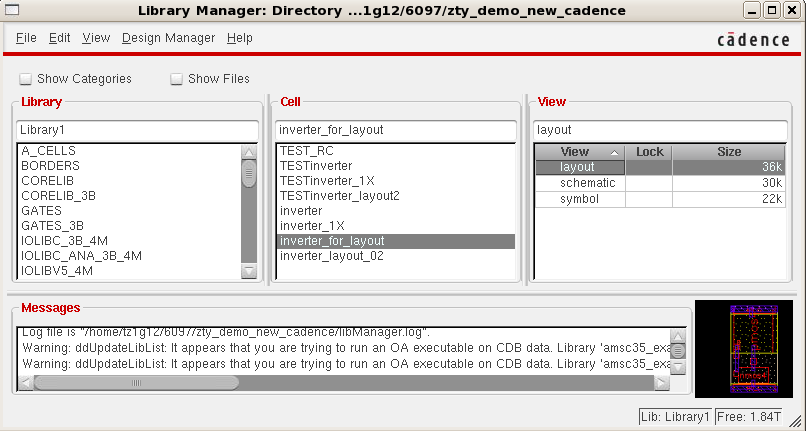 Library Manager: Directory ...1g12/6097/zty_demo_new_cadence
File Edit View Design Manager Help
cādence
Show Categories Show Files
Library
Library1
A_CELLS
BORDERS
CORELIB
CORELIB_3B
GATES
GATES_3B
IOLIBC_3B_4M
IOLIBC_ANA_3B_4M
IOLIBV5_4M
Cell
inverter_for_layout
TEST_RC
TESTinverter
TESTinverter_1X
TESTinverter_layout2
inverter
inverter_1X
inverter_for_layout
inverter_layout_02
View
layout
View Lock Size
layout 36k
schematic 30k
symbol 22k
Messages
Log file is "/home/tz1g12/6097/zty_demo_new_cadence/libManager.log".
Warning: ddUpdateLibList: It appears that you are trying to run an OA executable on CDB data. Library 'amsc35_exa
Warning: ddUpdateLibList: It appears that you are trying to run an OA executable on CDB data. Library 'amsc35_exa
Lib: Library1 Free: 1.84T